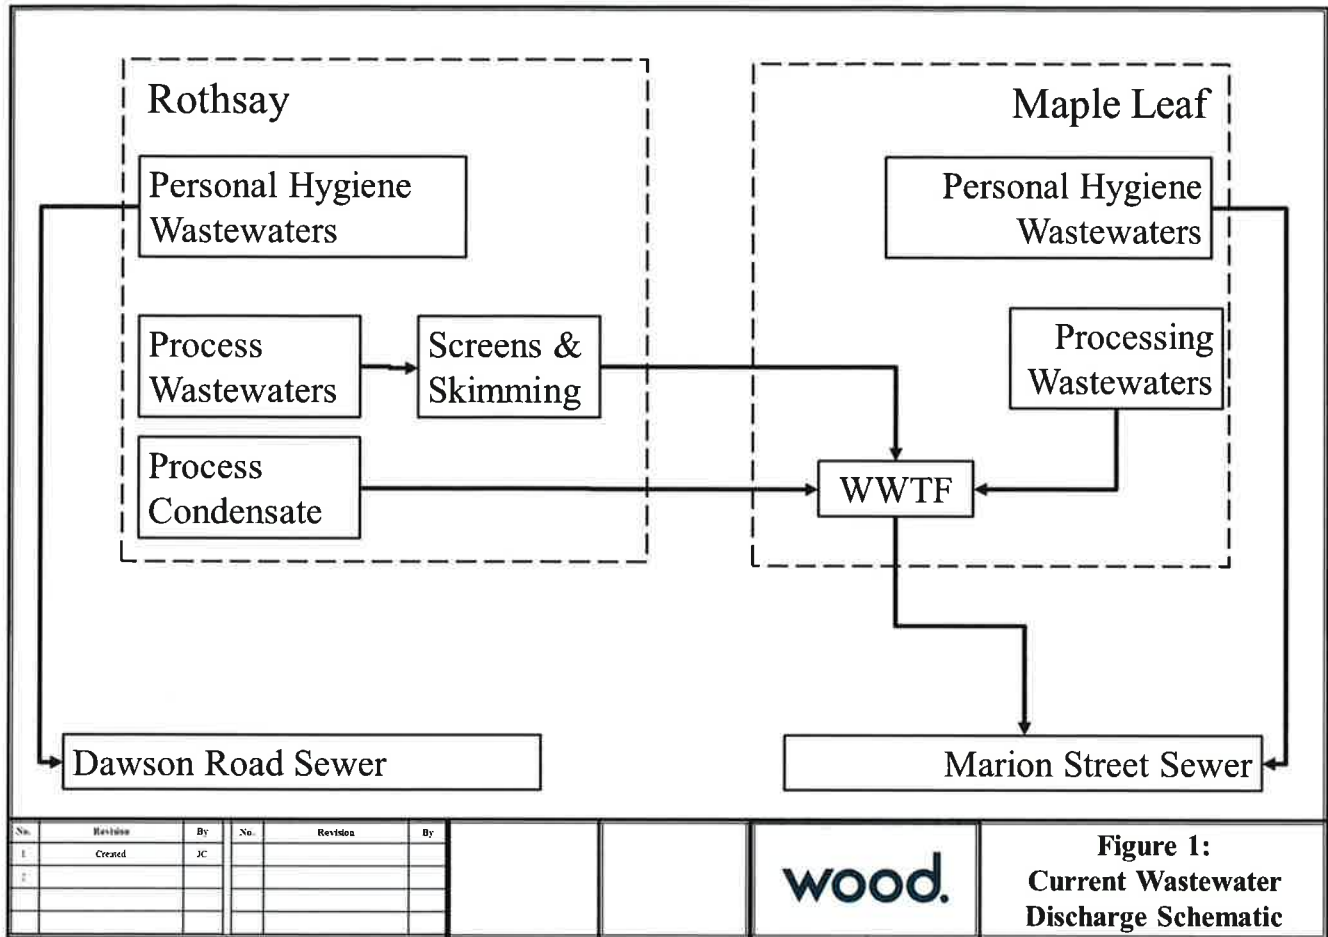 Rothsay
Personal Hygiene
Wastewaters
Process
Wastewaters
Screens &
Skimming
Process
Condensate
Maple Leaf
Personal Hygiene
Wastewaters
Processing
Wastewaters
WWTF
Dawson Road Sewer
Marion Street Sewer
No. Revision By No. Revision By
1 Created JC
2
wood.
Figure 1:
Current Wastewater
Discharge Schematic